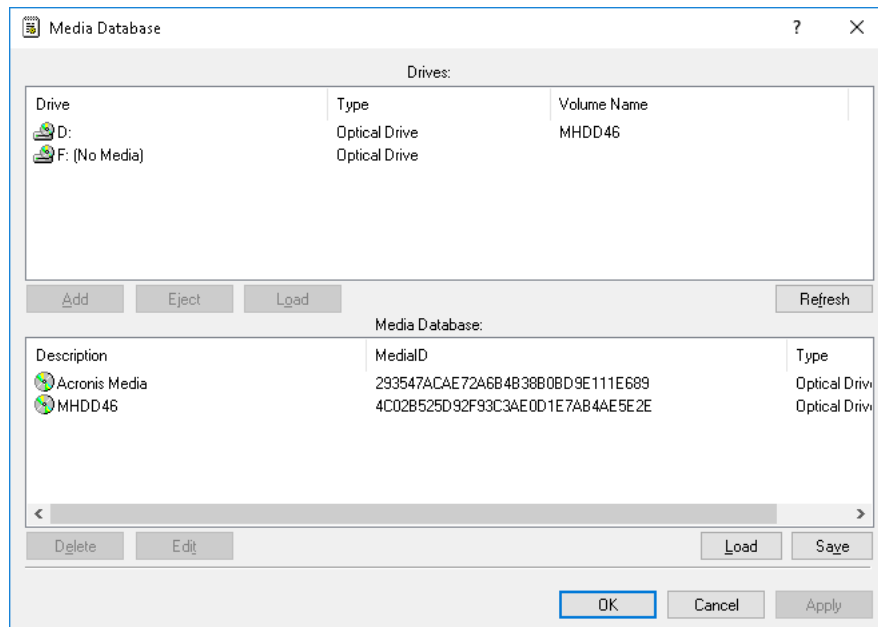 Media Database ?
Drives:
Drive Type Volume Name
D: Optical Drive MHDD46
F: (No Media) Optical Drive
Add Eject Load Refresh
Media Database:
Description MediaID Type
Acronis Media 293547ACAE72A6B4B38B0BD9E111E689 Optical Driv
MHDD46 4C02B525D92F93C3AE0D1E7AB4AE5E2E Optical Driv
Delete Edit Load Save
OK Cancel Apply